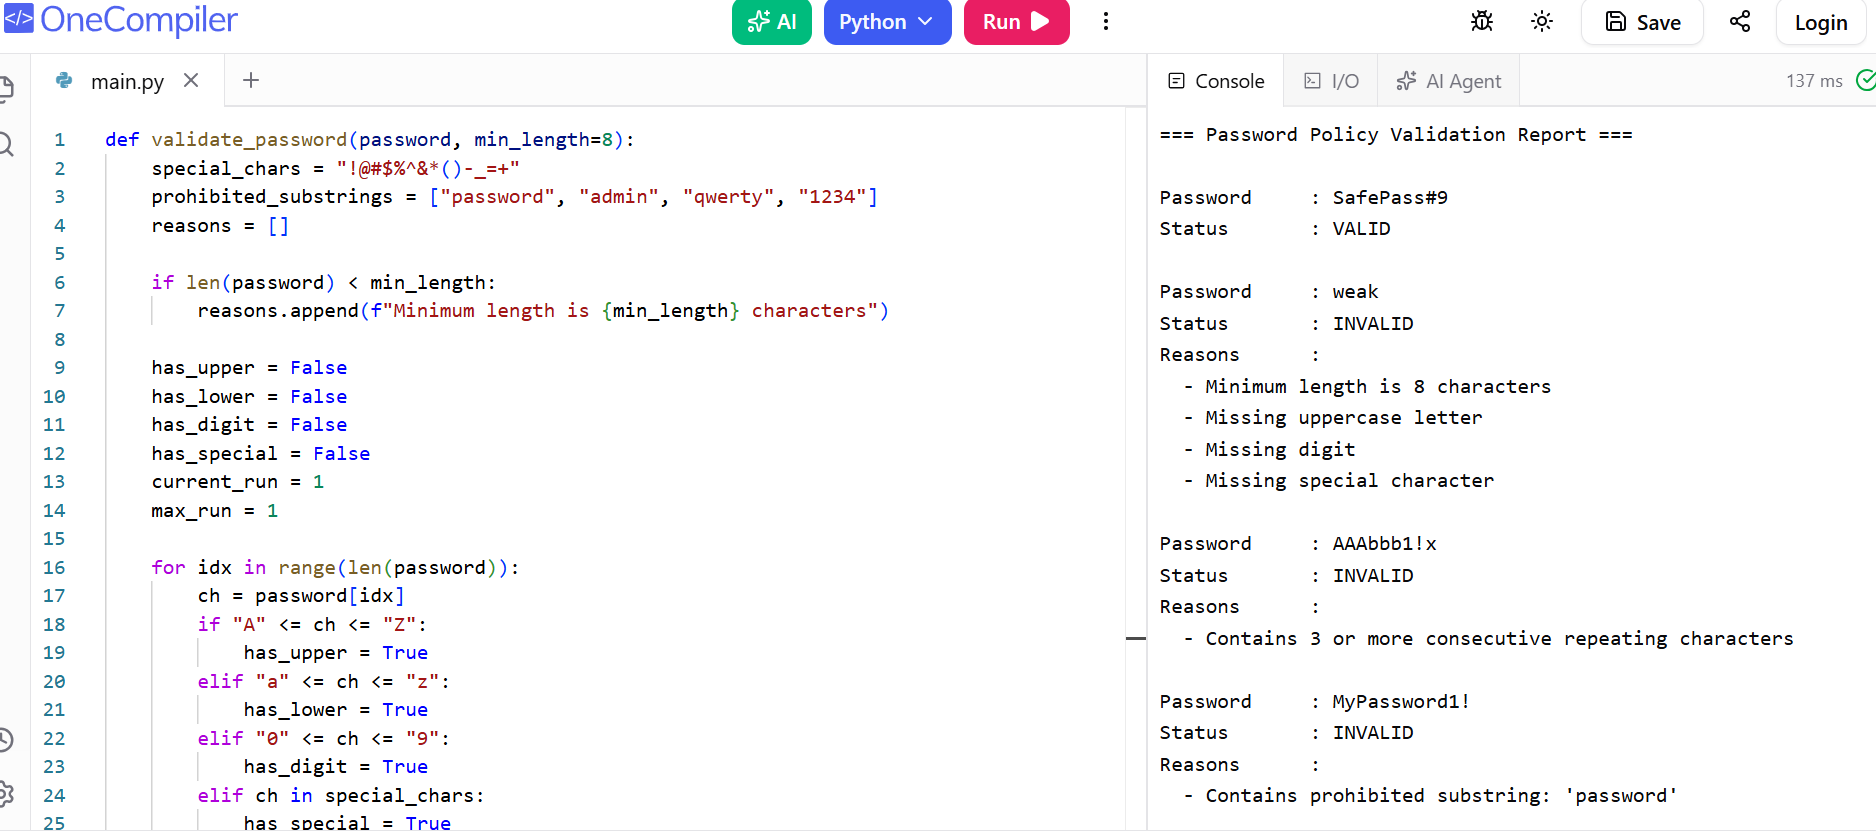 </> OneCompiler
AI
Python
Run
Save
Login
main.py
Console
I/O
AI Agent
137 ms
1 def validate_password(password, min_length=8):
2     special_chars = "!@#$%^&*()-_=+"
3     prohibited_substrings = ["password", "admin", "qwerty", "1234"]
4     reasons = []
5
6     if len(password) < min_length:
7         reasons.append(f"Minimum length is {min_length} characters")
8
9     has_upper = False
10     has_lower = False
11     has_digit = False
12     has_special = False
13     current_run = 1
14     max_run = 1
15
16     for idx in range(len(password)):
17         ch = password[idx]
18         if "A" <= ch <= "Z":
19             has_upper = True
20         elif "a" <= ch <= "z":
21             has_lower = True
22         elif "0" <= ch <= "9":
23             has_digit = True
24         elif ch in special_chars:
25             has_special = True
=== Password Policy Validation Report ===

Password     : SafePass#9
Status       : VALID

Password     : weak
Status       : INVALID
Reasons      :
  - Minimum length is 8 characters
  - Missing uppercase letter
  - Missing digit
  - Missing special character

Password     : AAAbbb1!x
Status       : INVALID
Reasons      :
  - Contains 3 or more consecutive repeating characters

Password     : MyPassword1!
Status       : INVALID
Reasons      :
  - Contains prohibited substring: 'password'